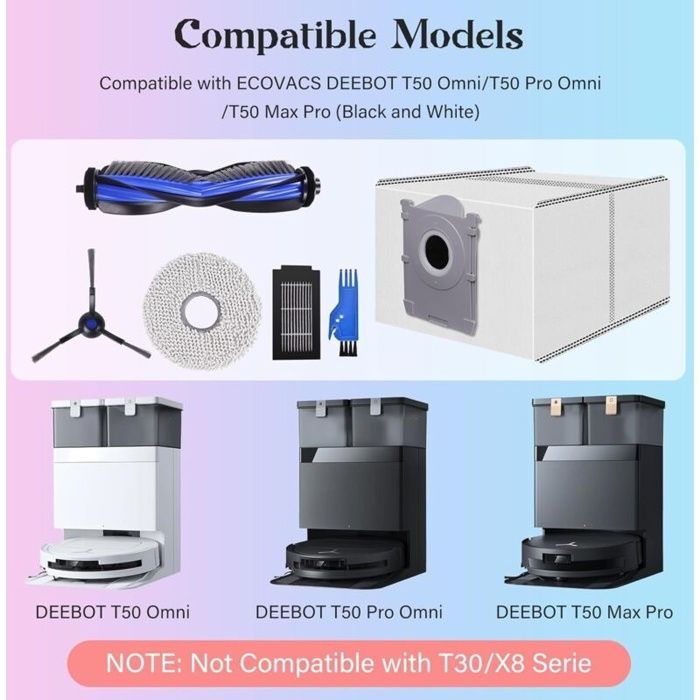 Compatible Models
Compatible with ECOVACS DEEBOT T50 Omni/T50 Pro Omni
/T50 Max Pro (Black and White)
DEEBOT T50 Omni
DEEBOT T50 Pro Omni
DEEBOT T50 Max Pro
NOTE: Not Compatible with T30/X8 Serie